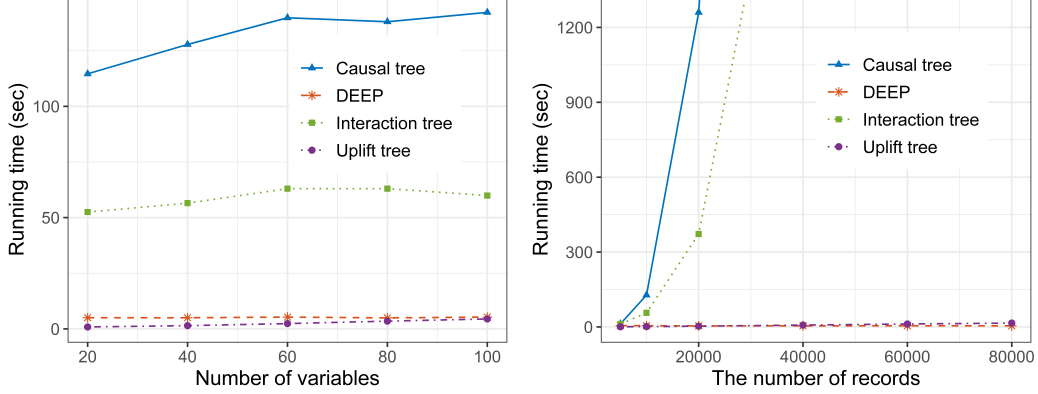 Running time (sec)
100
50
0
Causal tree
DEEP
Interaction tree
Uplift tree
20 40 60 80 100
Number of variables
Running time (sec)
1200
900
600
300
0
Causal tree
DEEP
Interaction tree
Uplift tree
20000 40000 60000 80000
The number of records